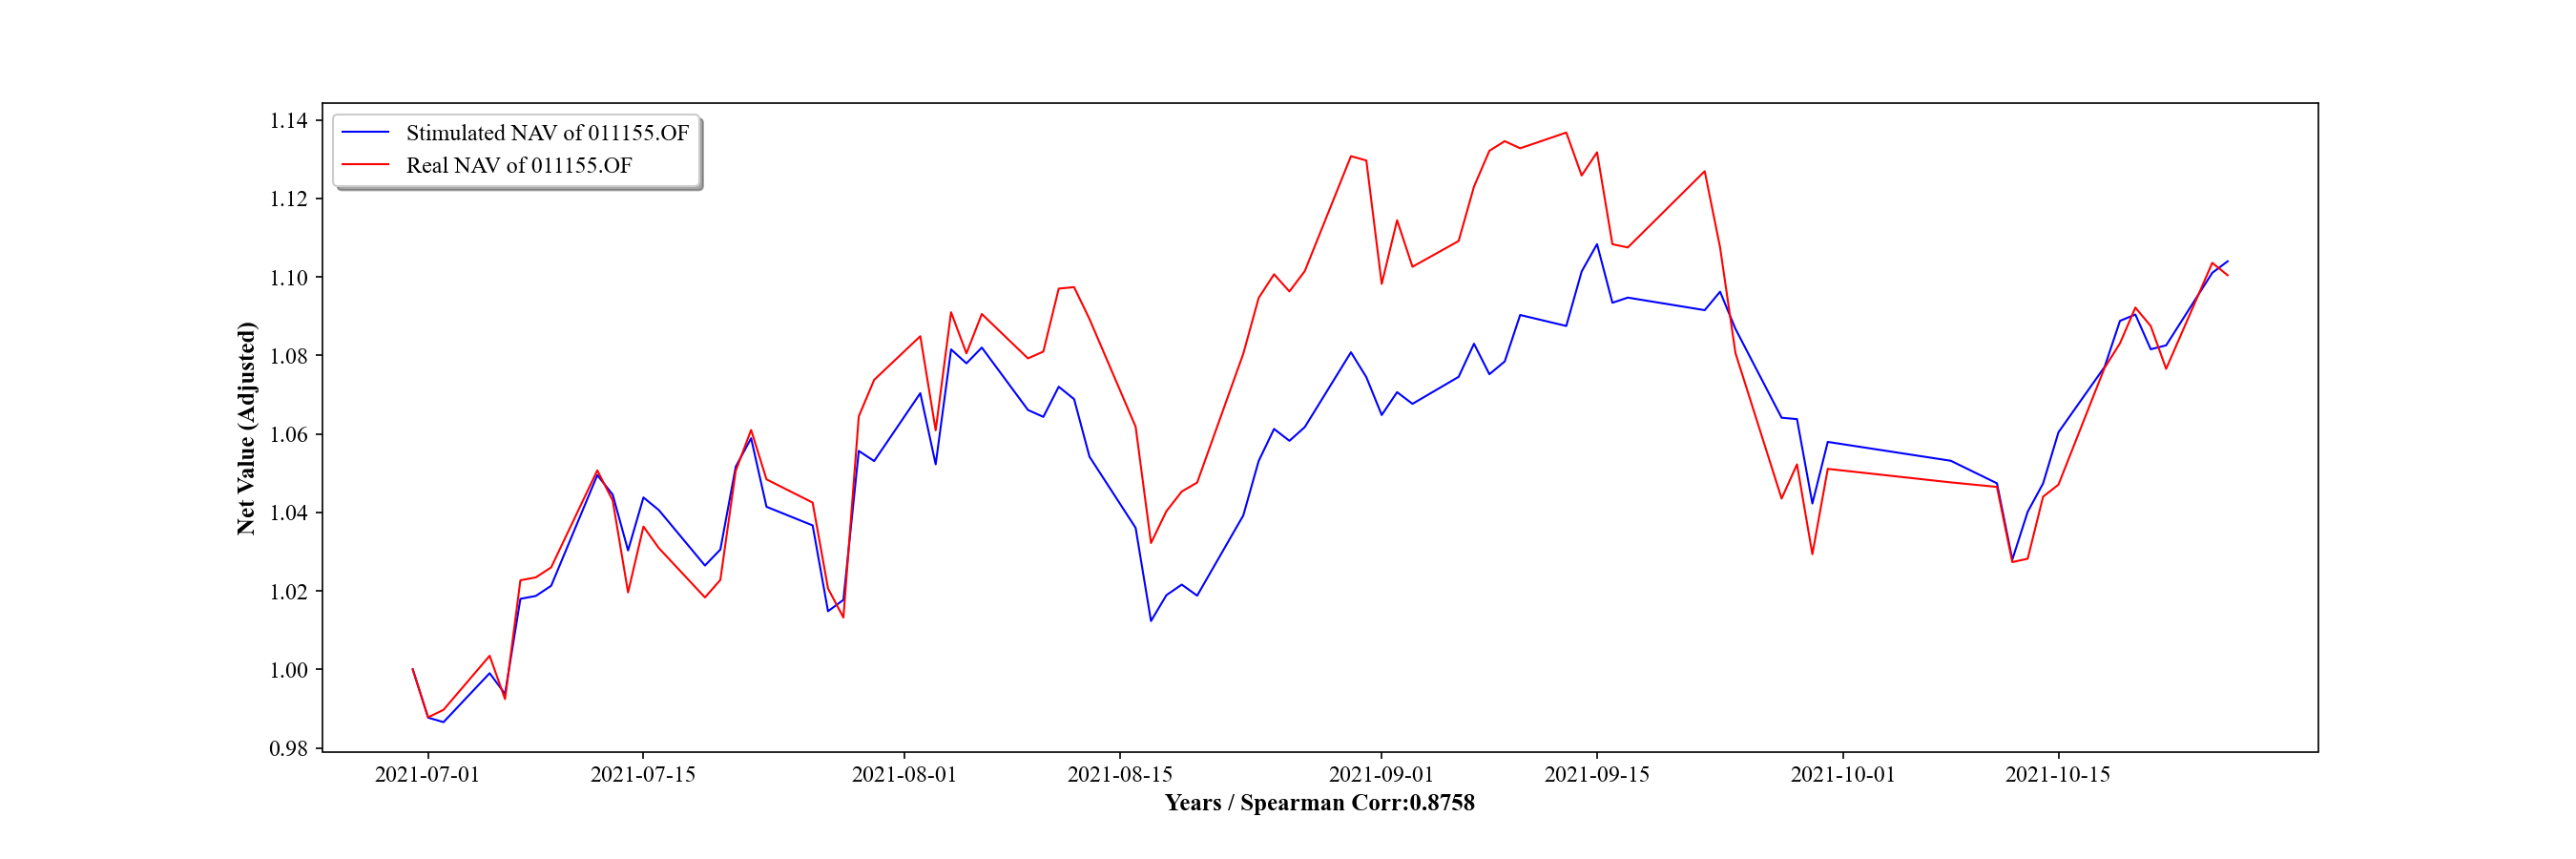 Stimulated NAV of 011155.OF
Real NAV of 011155.OF
Net Value (Adjusted)
1.14
1.12
1.10
1.08
1.06
1.04
1.02
1.00
0.98
2021-07-01 2021-07-15 2021-08-01 2021-08-15 2021-09-01 2021-09-15 2021-10-01 2021-10-15
Years / Spearman Corr:0.8758